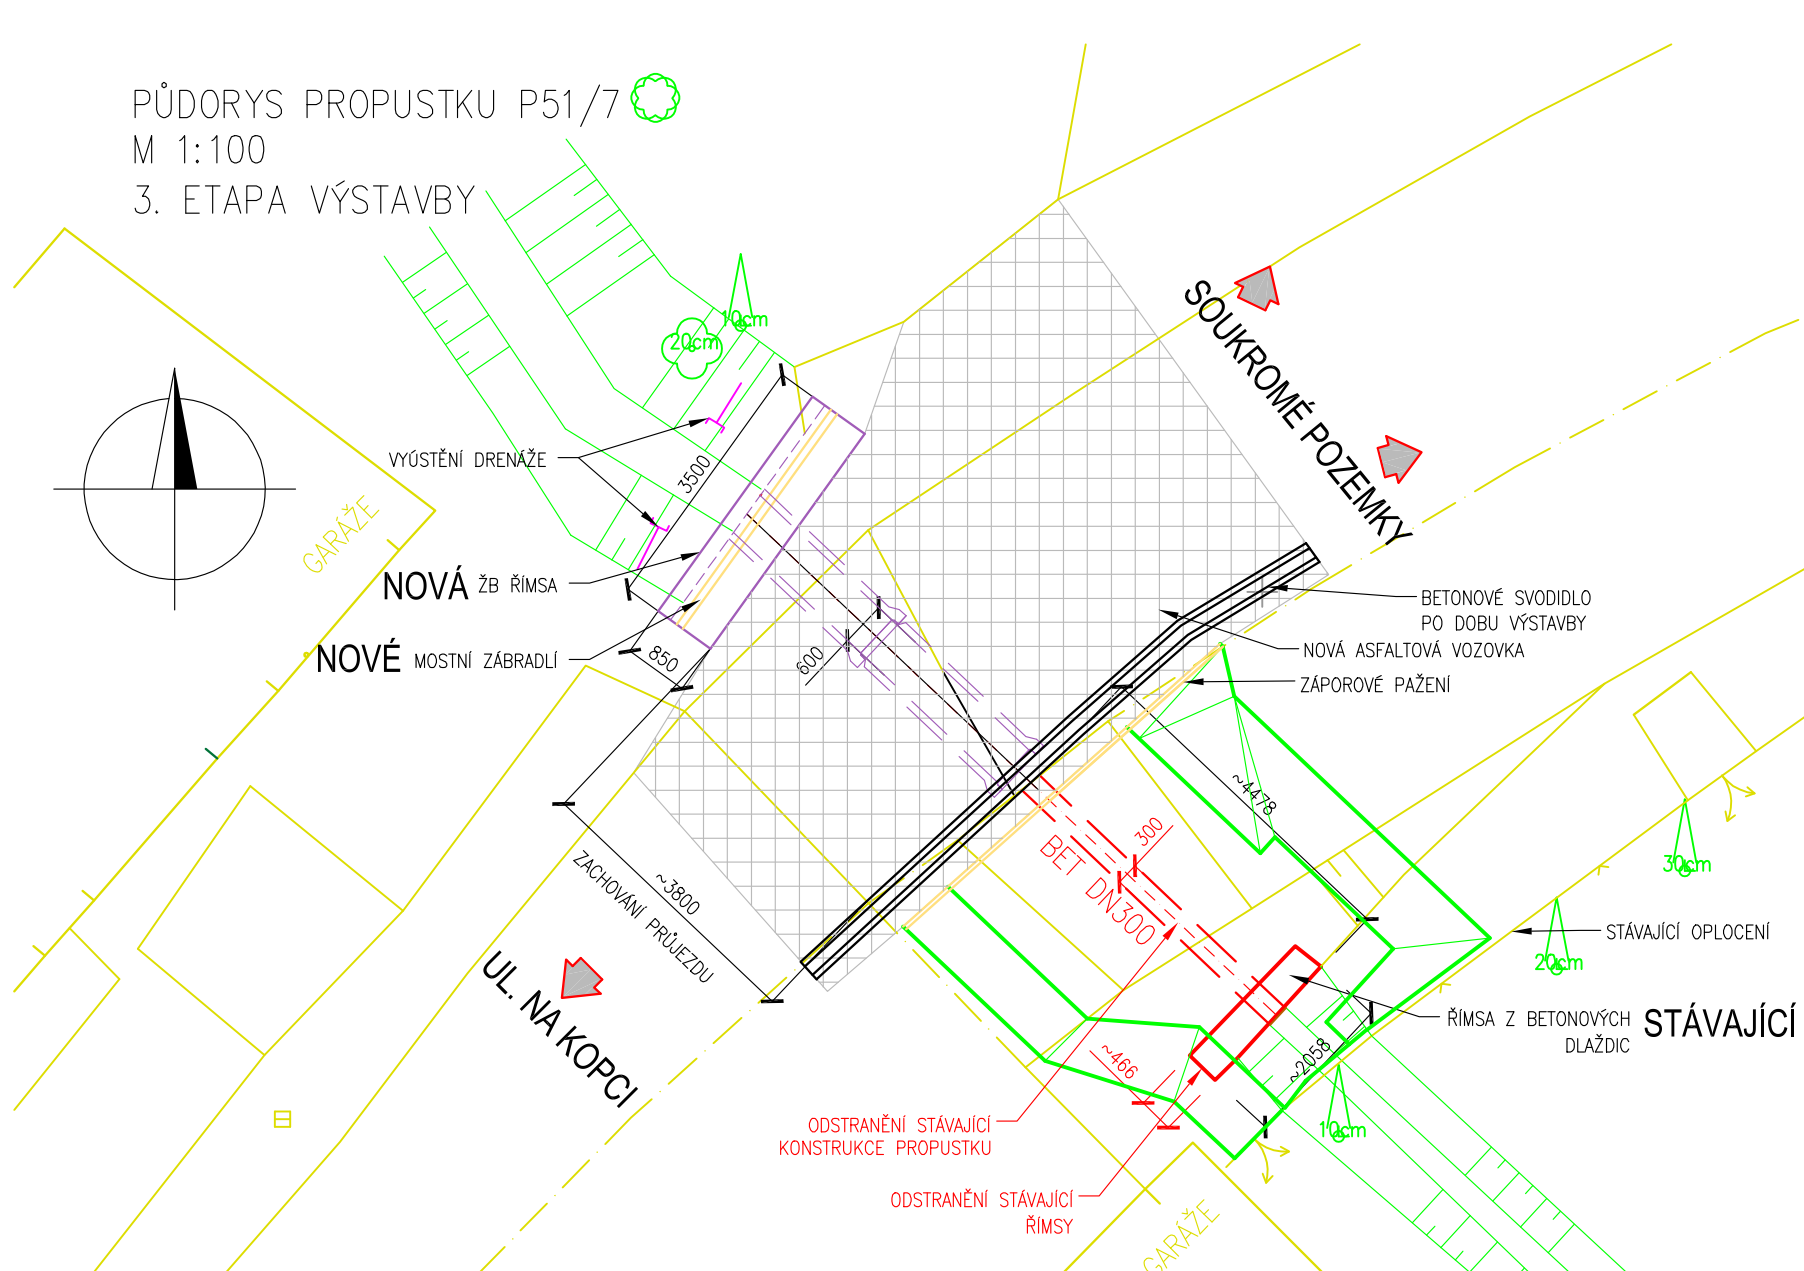 PŮDORYS PROPUSTKU P51/7
M 1:100
3. ETAPA VÝSTAVBY
10cm
20cm
SOUKROMÉ POZEMKY
VYÚSTĚNÍ DRENÁŽE
3500
GARÁŽE
NOVÁ ŽB ŘÍMSA
NOVÉ MOSTNÍ ZÁBRADLÍ
850
600
BETONOVÉ SVODIDLO
PO DOBU VÝSTAVBY
NOVÁ ASFALTOVÁ VOZOVKA
ZÁPOROVÉ PAŽENÍ
~4478
300
BET DN300
~3800
ZACHOVÁNÍ PRŮJEZDU
UL. NA KOPCI
30cm
STÁVAJÍCÍ OPLOCENÍ
20cm
ŘÍMSA Z BETONOVÝCH
DLAŽDIC
STÁVAJÍCÍ
~2058
~466
10cm
ODSTRANĚNÍ STÁVAJÍCÍ
KONSTRUKCE PROPUSTKU
ODSTRANĚNÍ STÁVAJÍCÍ
ŘÍMSY
GARÁŽE